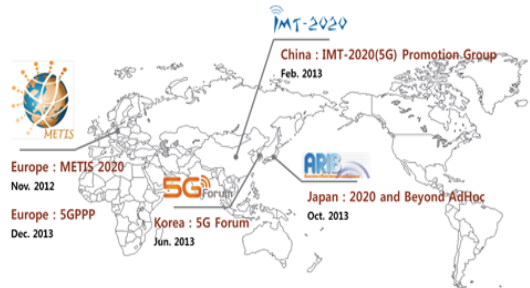 IMT-2020
China : IMT-2020(5G) Promotion Group
Feb. 2013
METIS
Europe : METIS 2020
Nov. 2012
Europe : 5GPPP
Dec. 2013
5G Forum
Korea : 5G Forum
Jun. 2013
ARIB
Japan : 2020 and Beyond AdHoc
Oct. 2013